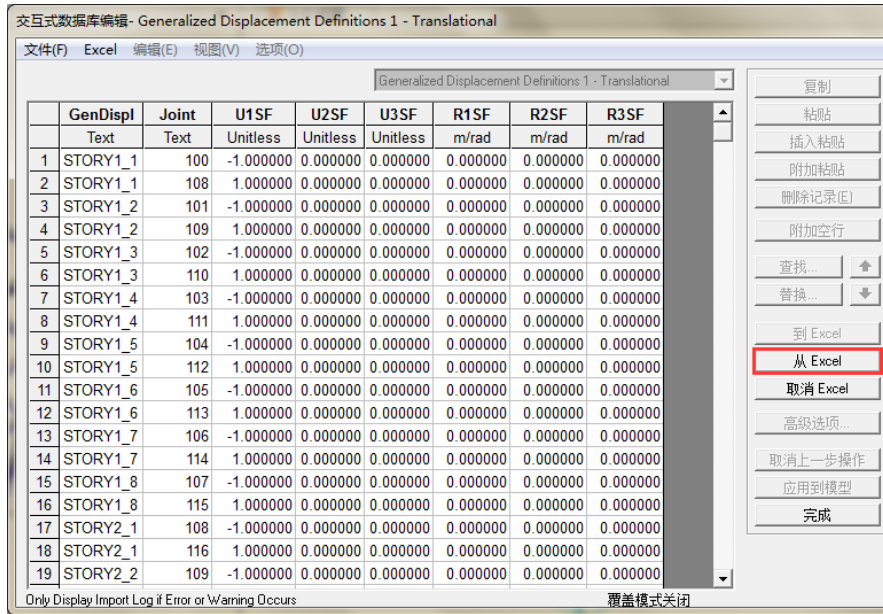 交互式数据库编辑- Generalized Displacement Definitions 1 - Translational
文件(F) Excel 编辑(E) 视图(V) 选项(O)
Generalized Displacement Definitions 1 - Translational
GenDispl Joint U1SF U2SF U3SF R1SF R2SF R3SF
Text Text Unitless Unitless Unitless m/rad m/rad m/rad
1 STORY1_1 100 -1.000000 0.000000 0.000000 0.000000 0.000000 0.000000
2 STORY1_1 108 1.000000 0.000000 0.000000 0.000000 0.000000 0.000000
3 STORY1_2 101 -1.000000 0.000000 0.000000 0.000000 0.000000 0.000000
4 STORY1_2 109 1.000000 0.000000 0.000000 0.000000 0.000000 0.000000
5 STORY1_3 102 -1.000000 0.000000 0.000000 0.000000 0.000000 0.000000
6 STORY1_3 110 1.000000 0.000000 0.000000 0.000000 0.000000 0.000000
7 STORY1_4 103 -1.000000 0.000000 0.000000 0.000000 0.000000 0.000000
8 STORY1_4 111 1.000000 0.000000 0.000000 0.000000 0.000000 0.000000
9 STORY1_5 104 -1.000000 0.000000 0.000000 0.000000 0.000000 0.000000
10 STORY1_5 112 1.000000 0.000000 0.000000 0.000000 0.000000 0.000000
11 STORY1_6 105 -1.000000 0.000000 0.000000 0.000000 0.000000 0.000000
12 STORY1_6 113 1.000000 0.000000 0.000000 0.000000 0.000000 0.000000
13 STORY1_7 106 -1.000000 0.000000 0.000000 0.000000 0.000000 0.000000
14 STORY1_7 114 1.000000 0.000000 0.000000 0.000000 0.000000 0.000000
15 STORY1_8 107 -1.000000 0.000000 0.000000 0.000000 0.000000 0.000000
16 STORY1_8 115 1.000000 0.000000 0.000000 0.000000 0.000000 0.000000
17 STORY2_1 108 -1.000000 0.000000 0.000000 0.000000 0.000000 0.000000
18 STORY2_1 116 1.000000 0.000000 0.000000 0.000000 0.000000 0.000000
19 STORY2_2 109 -1.000000 0.000000 0.000000 0.000000 0.000000 0.000000
复制
粘贴
插入粘贴
附加粘贴
删除记录(E)
附加空行
查找...
替换...
到 Excel
从 Excel
取消 Excel
高级选项...
取消上一步操作
应用到模型
完成
Only Display Import Log if Error or Warning Occurs
覆盖模式关闭